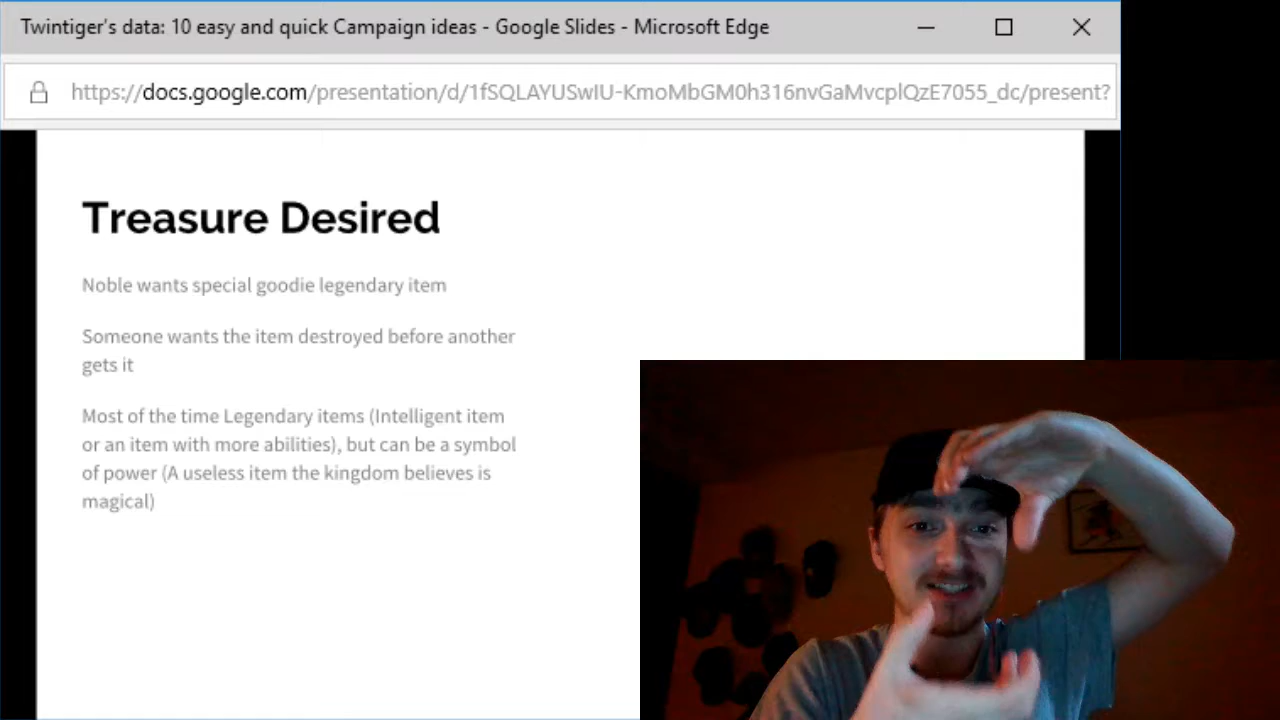 Twintiger's data: 10 easy and quick Campaign ideas - Google Slides - Microsoft Edge
https://docs.google.com/presentation/d/1fSQLAYUSwIU-KmoMbGM0h316nvGaMvcplQzE7055_dc/present?
Treasure Desired
Noble wants special goodie legendary item
Someone wants the item destroyed before another
gets it
Most of the time Legendary items (Intelligent item
or an item with more abilities), but can be a symbol
of power (A useless item the kingdom believes is
magical)